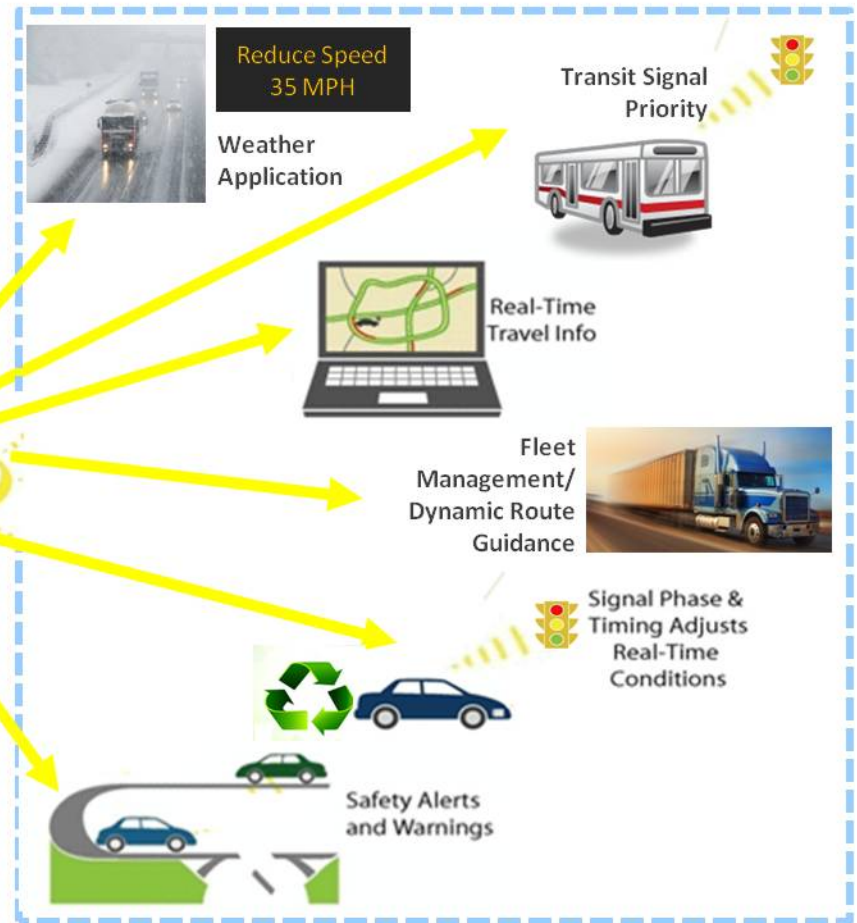 Reduce Speed
35 MPH
Weather
Application
Transit Signal
Priority
Real-Time
Travel Info
Fleet
Management/
Dynamic Route
Guidance
Signal Phase &
Timing Adjusts
Real-Time
Conditions
Safety Alerts
and Warnings